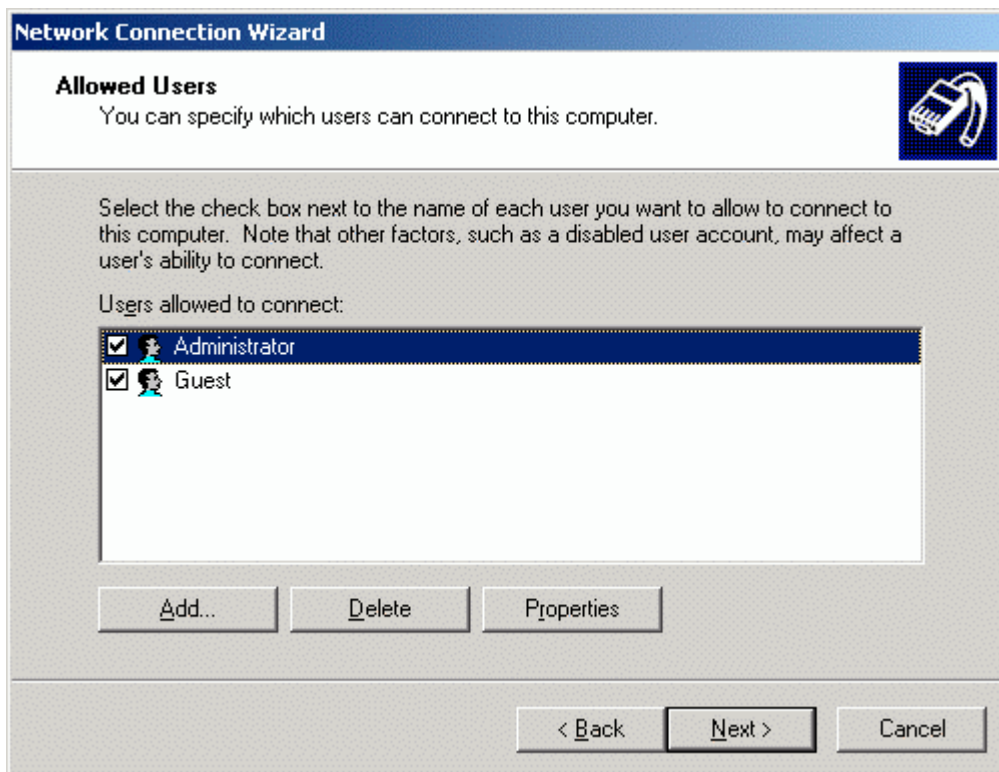 Network Connection Wizard
Allowed Users
You can specify which users can connect to this computer.
Select the check box next to the name of each user you want to allow to connect to
this computer.  Note that other factors, such as a disabled user account, may affect a
user's ability to connect.
Users allowed to connect:
Administrator
Guest
Add...
Delete
Properties
< Back
Next >
Cancel